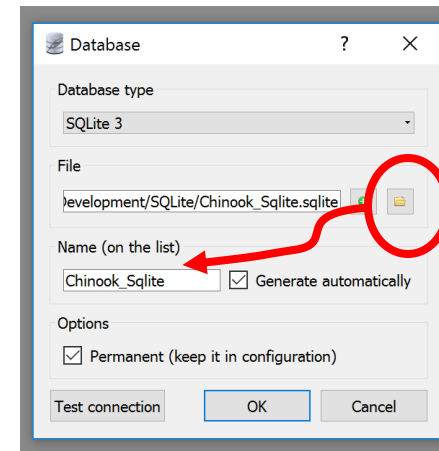 Database ?
Database type
SQLite 3
File
Development/SQLite/Chinook_Sqlite.sqlite
Name (on the list)
Chinook_Sqlite Generate automatically
Options
Permanent (keep it in configuration)
Test connection OK Cancel